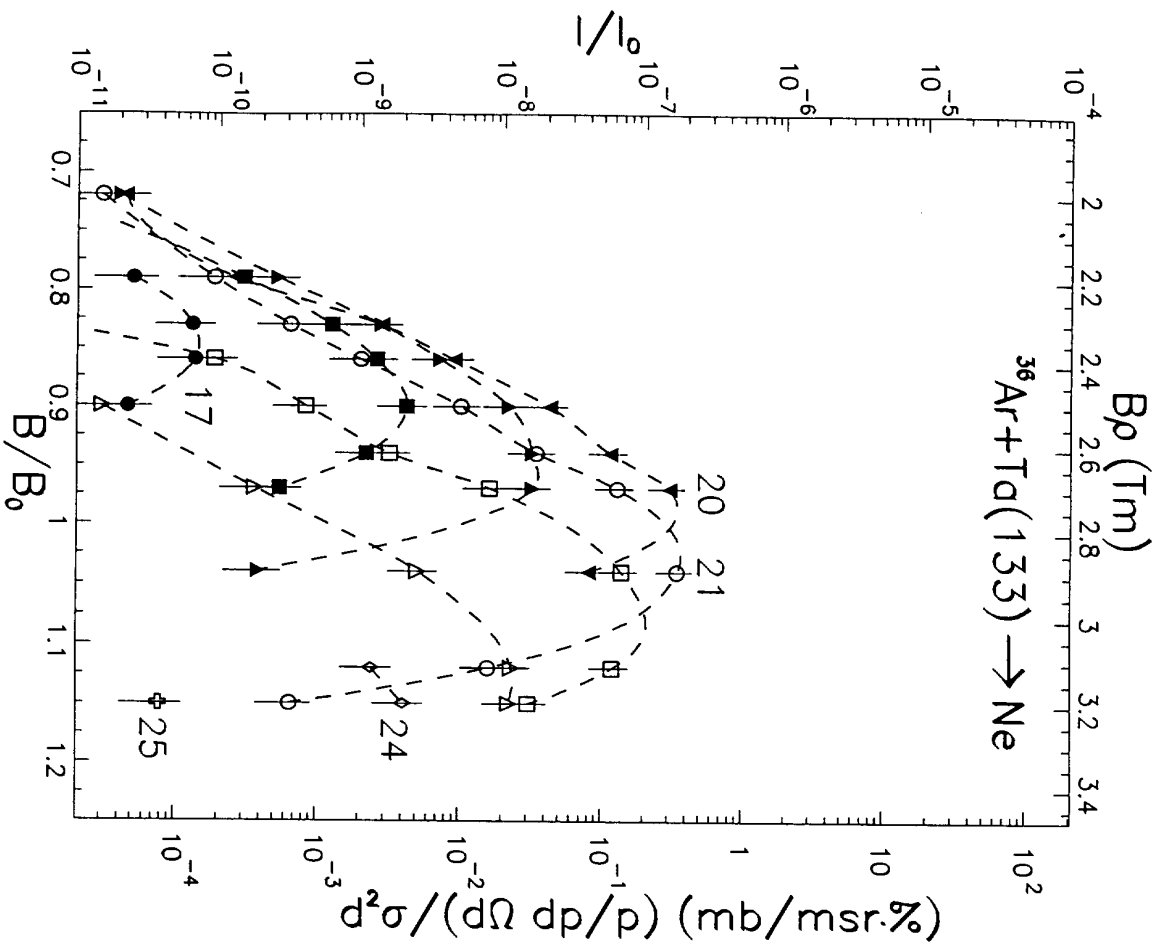 Bρ (Tm)
2 2.2 2.4 2.6 2.8 3 3.2 3.4
I/I₀
10⁻⁴
10⁻⁵
10⁻⁶
10⁻⁷
10⁻⁸
10⁻⁹
10⁻¹⁰
10⁻¹¹
³⁶Ar+Ta(133) → Ne
20
21
17
24
25
10²
10
1
10⁻¹
10⁻²
10⁻³
10⁻⁴
d²σ/(dΩ dp/p) (mb/msr.%)
0.7 0.8 0.9 1 1.1 1.2
B/B₀